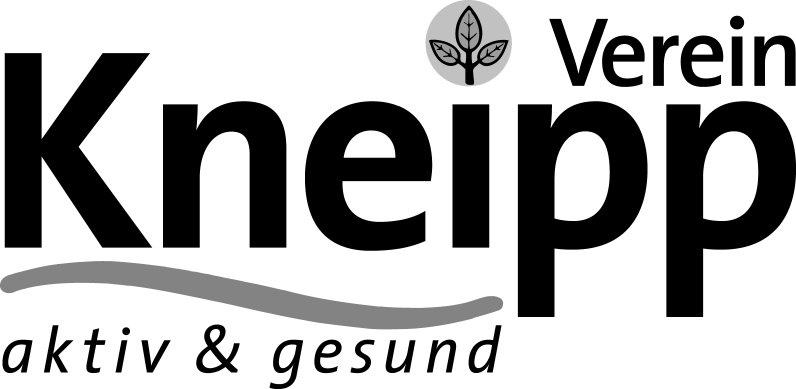 Verein
Kneipp
aktiv & gesund